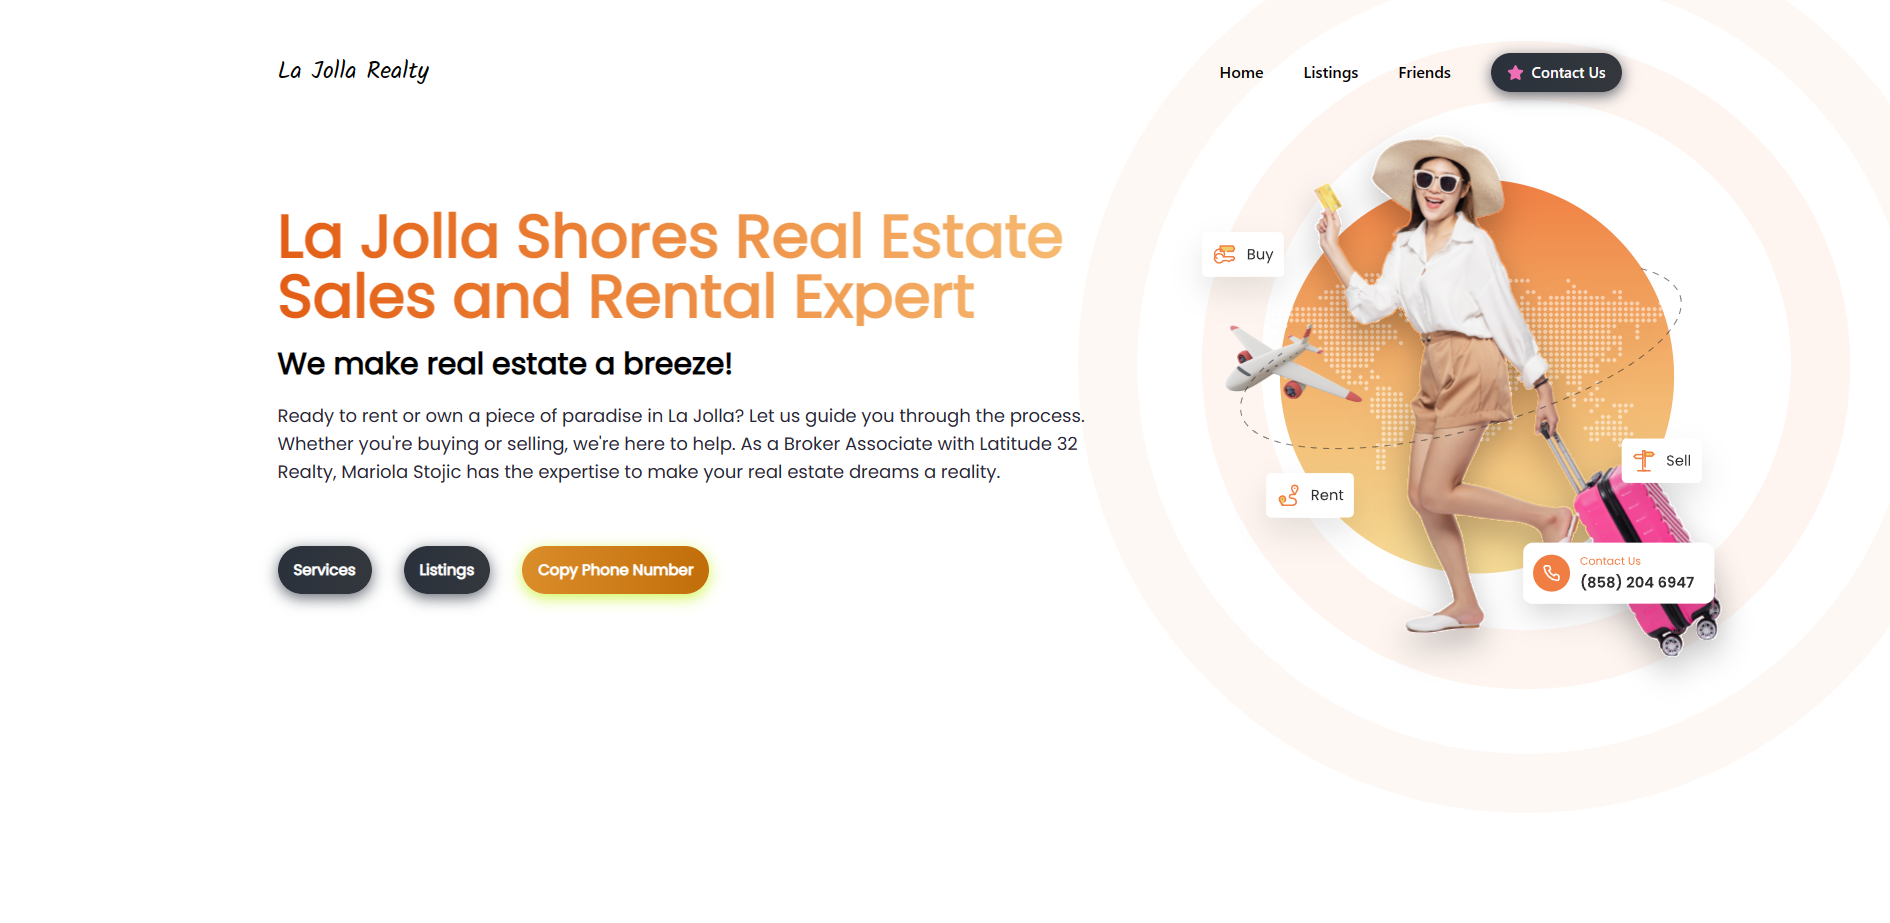 La Jolla Realty
Home
Listings
Friends
Contact Us
La Jolla Shores Real Estate
Sales and Rental Expert
We make real estate a breeze!
Ready to rent or own a piece of paradise in La Jolla? Let us guide you through the process.
Whether you're buying or selling, we're here to help. As a Broker Associate with Latitude 32
Realty, Mariola Stojic has the expertise to make your real estate dreams a reality.
Services
Listings
Copy Phone Number
Buy
Rent
Sell
Contact Us
(858) 204 6947